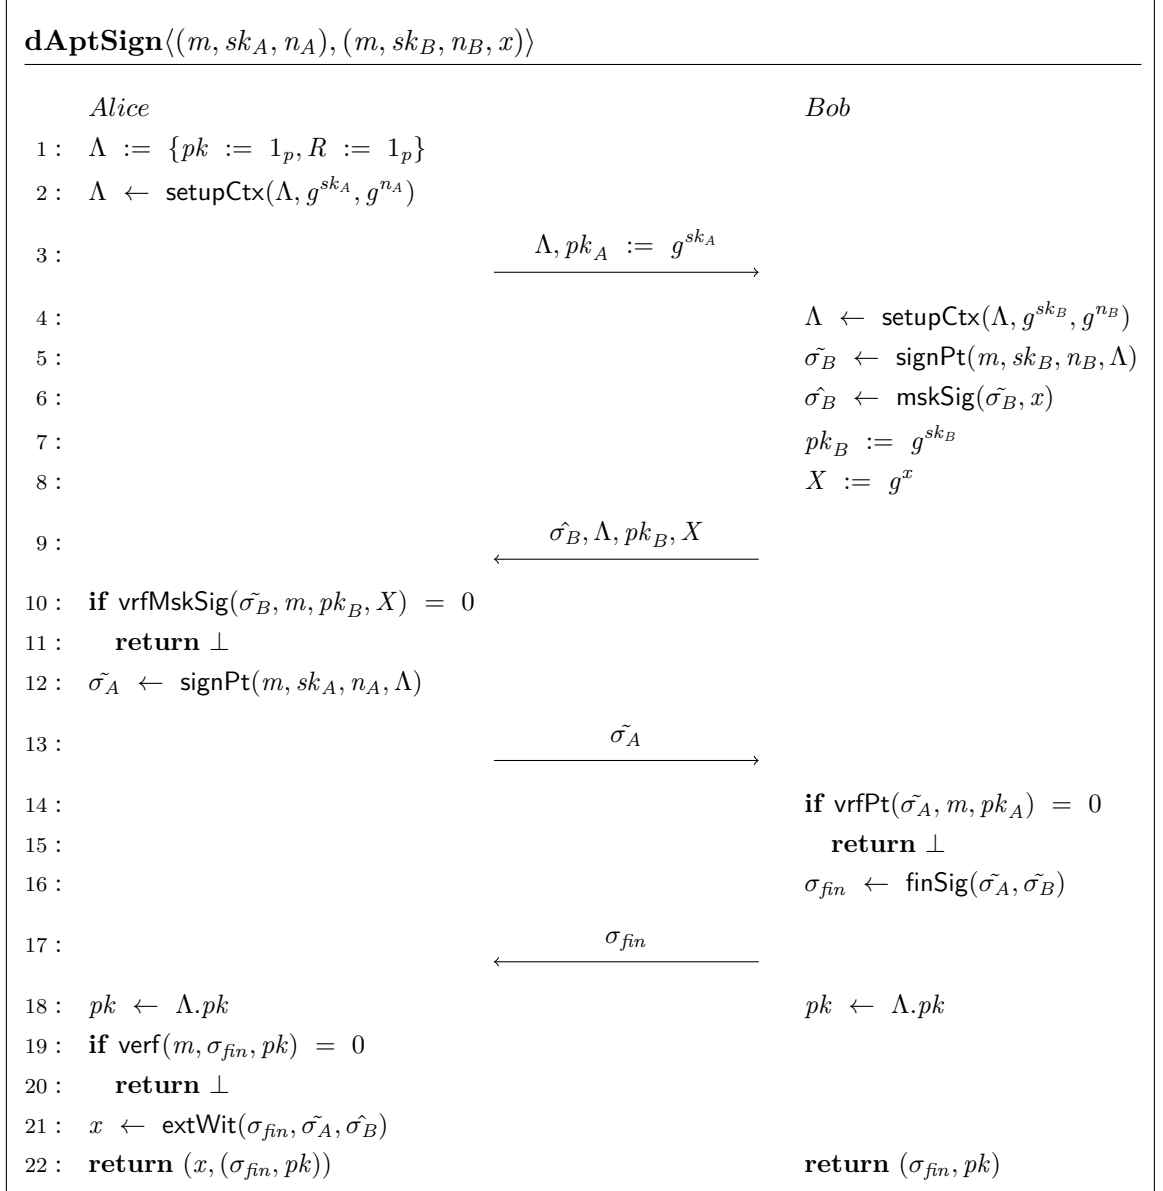 dAptSign⟨(m, sk_A, n_A), (m, sk_B, n_B, x)⟩
Alice Bob
1 : Λ := {pk := 1_p, R := 1_p}
2 : Λ ← setupCtx(Λ, g^{sk_A}, g^{n_A})
3 : Λ, pk_A := g^{sk_A}
4 : Λ ← setupCtx(Λ, g^{sk_B}, g^{n_B})
5 : σ̃_B ← signPt(m, sk_B, n_B, Λ)
6 : σ̂_B ← mskSig(σ̃_B, x)
7 : pk_B := g^{sk_B}
8 : X := g^x
9 : σ̂_B, Λ, pk_B, X
10 : if vrfMskSig(σ̃_B, m, pk_B, X) = 0
11 : return ⊥
12 : σ̃_A ← signPt(m, sk_A, n_A, Λ)
13 : σ̃_A
14 : if vrfPt(σ̃_A, m, pk_A) = 0
15 : return ⊥
16 : σ_fin ← finSig(σ̃_A, σ̃_B)
17 : σ_fin
18 : pk ← Λ.pk pk ← Λ.pk
19 : if verf(m, σ_fin, pk) = 0
20 : return ⊥
21 : x ← extWit(σ_fin, σ̃_A, σ̂_B)
22 : return (x, (σ_fin, pk)) return (σ_fin, pk)